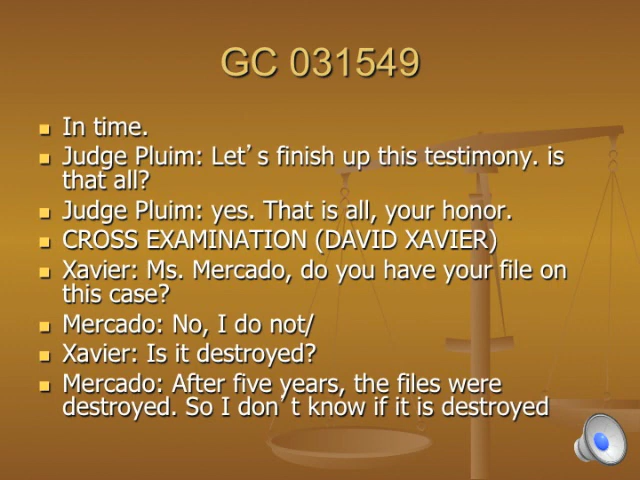 GC 031549
In time.
Judge Pluim: Let’s finish up this testimony. is
that all?
Judge Pluim: yes. That is all, your honor.
CROSS EXAMINATION (DAVID XAVIER)
Xavier: Ms. Mercado, do you have your file on
this case?
Mercado: No, I do not/
Xavier: Is it destroyed?
Mercado: After five years, the files were
destroyed. So I don’t know if it is destroyed